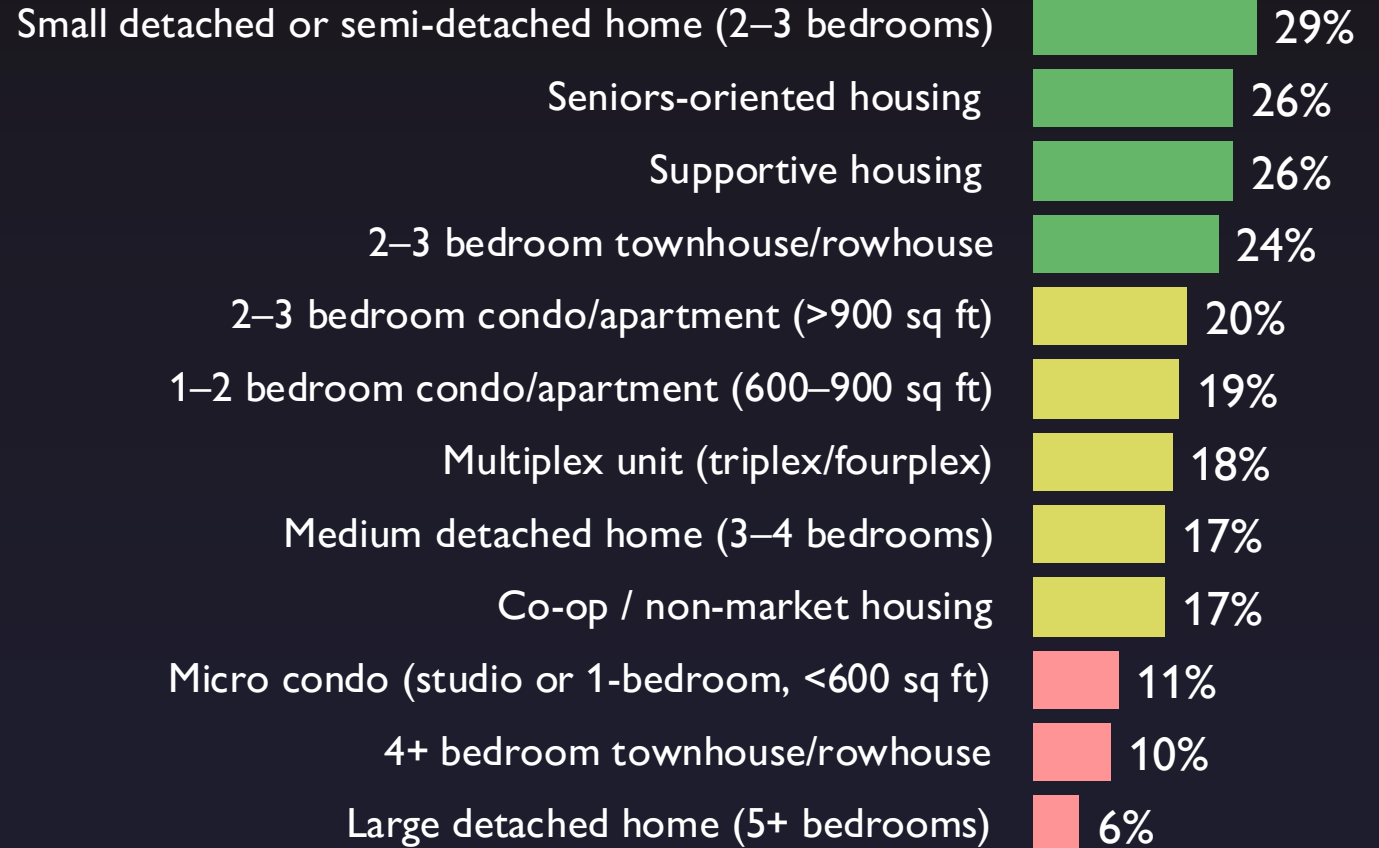 Small detached or semi-detached home (2–3 bedrooms) 29%
Seniors-oriented housing 26%
Supportive housing 26%
2–3 bedroom townhouse/rowhouse 24%
2–3 bedroom condo/apartment (>900 sq ft) 20%
1–2 bedroom condo/apartment (600–900 sq ft) 19%
Multiplex unit (triplex/fourplex) 18%
Medium detached home (3–4 bedrooms) 17%
Co-op / non-market housing 17%
Micro condo (studio or 1-bedroom, <600 sq ft) 11%
4+ bedroom townhouse/rowhouse 10%
Large detached home (5+ bedrooms) 6%